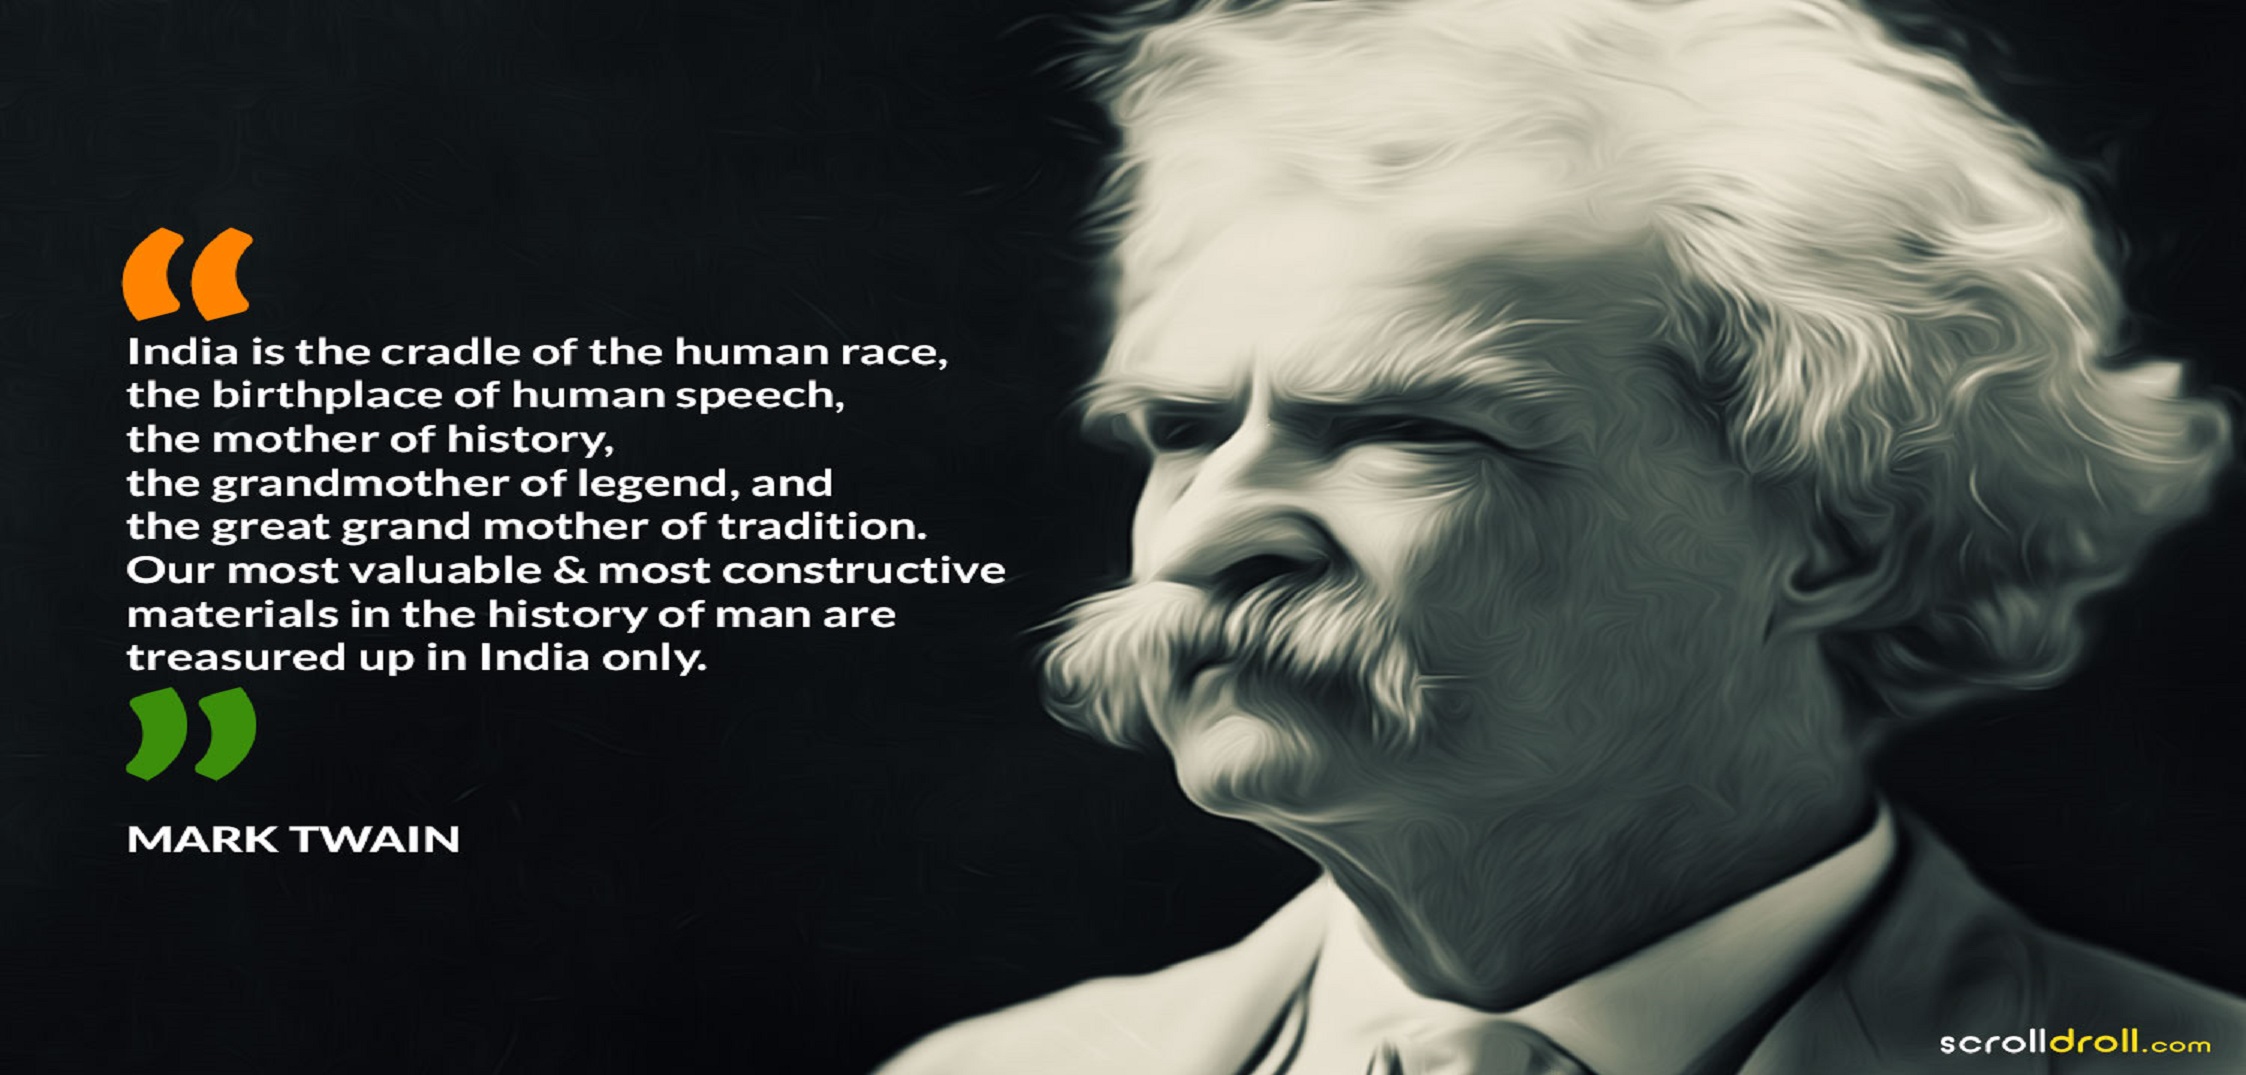 “
India is the cradle of the human race,
the birthplace of human speech,
the mother of history,
the grandmother of legend, and
the great grand mother of tradition.
Our most valuable & most constructive
materials in the history of man are
treasured up in India only.
”
MARK TWAIN
scrolldroll.com